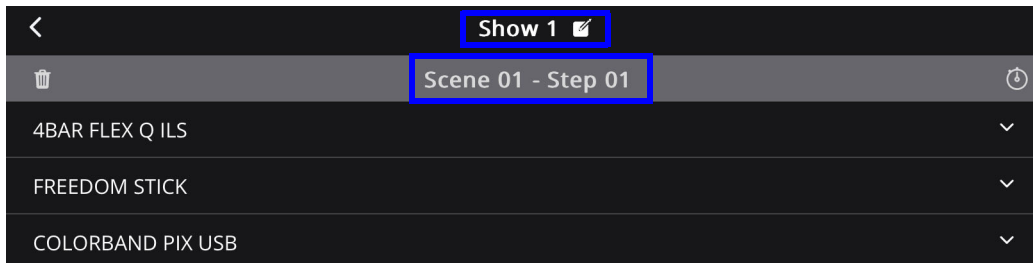 Show 1
Scene 01 - Step 01
4BAR FLEX Q ILS
FREEDOM STICK
COLORBAND PIX USB